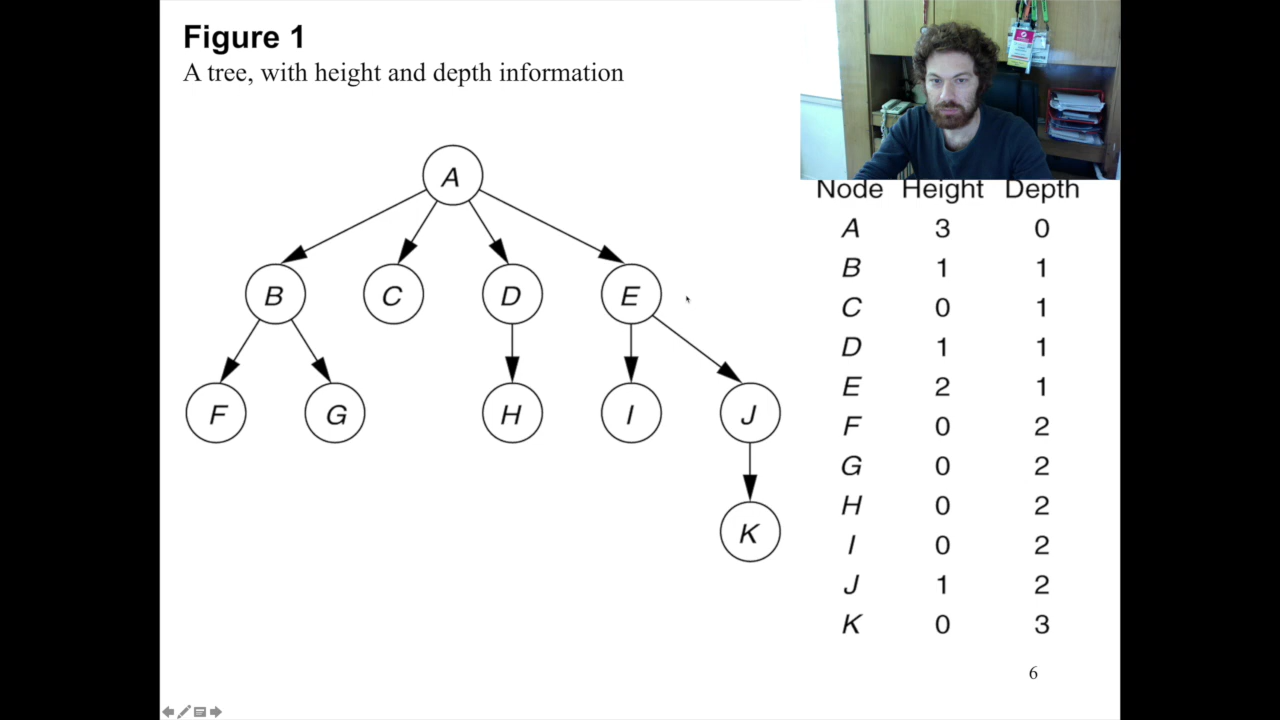 Figure 1
A tree, with height and depth information
A
B C D E
F G H I J
K
Node Height Depth
A 3 0
B 1 1
C 0 1
D 1 1
E 2 1
F 0 2
G 0 2
H 0 2
I 0 2
J 1 2
K 0 3
6